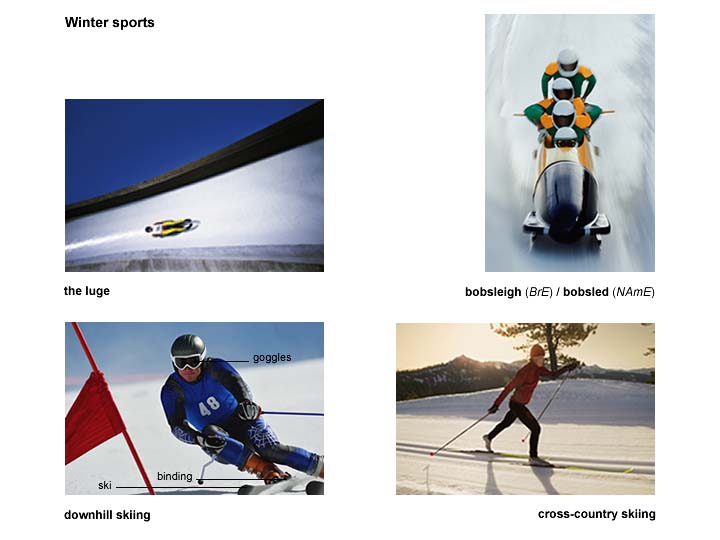 Winter sports
the luge
bobsleigh (BrE) / bobsled (NAmE)
goggles
48
binding
ski
downhill skiing
cross-country skiing